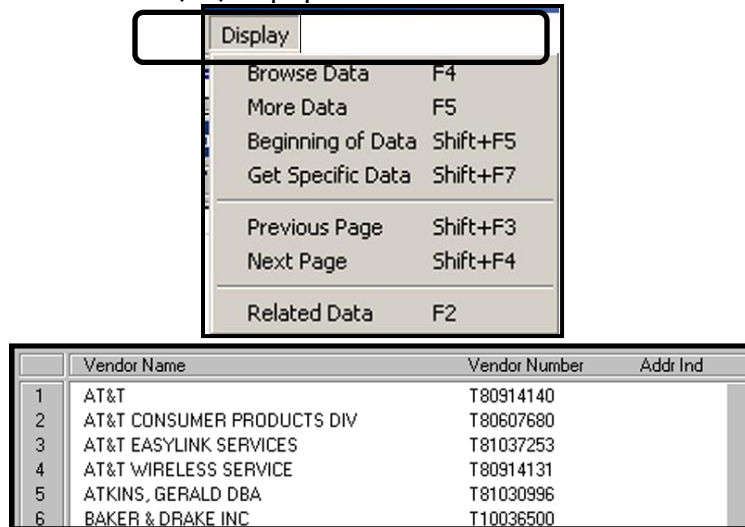 Display
Browse Data F4
More Data F5
Beginning of Data Shift+F5
Get Specific Data Shift+F7
Previous Page Shift+F3
Next Page Shift+F4
Related Data F2
Vendor Name Vendor Number Addr Ind
1 AT&T T80914140
2 AT&T CONSUMER PRODUCTS DIV T80607680
3 AT&T EASYLINK SERVICES T81037253
4 AT&T WIRELESS SERVICE T80914131
5 ATKINS, GERALD DBA T81030996
6 BAKER & DRAKE INC T10036500